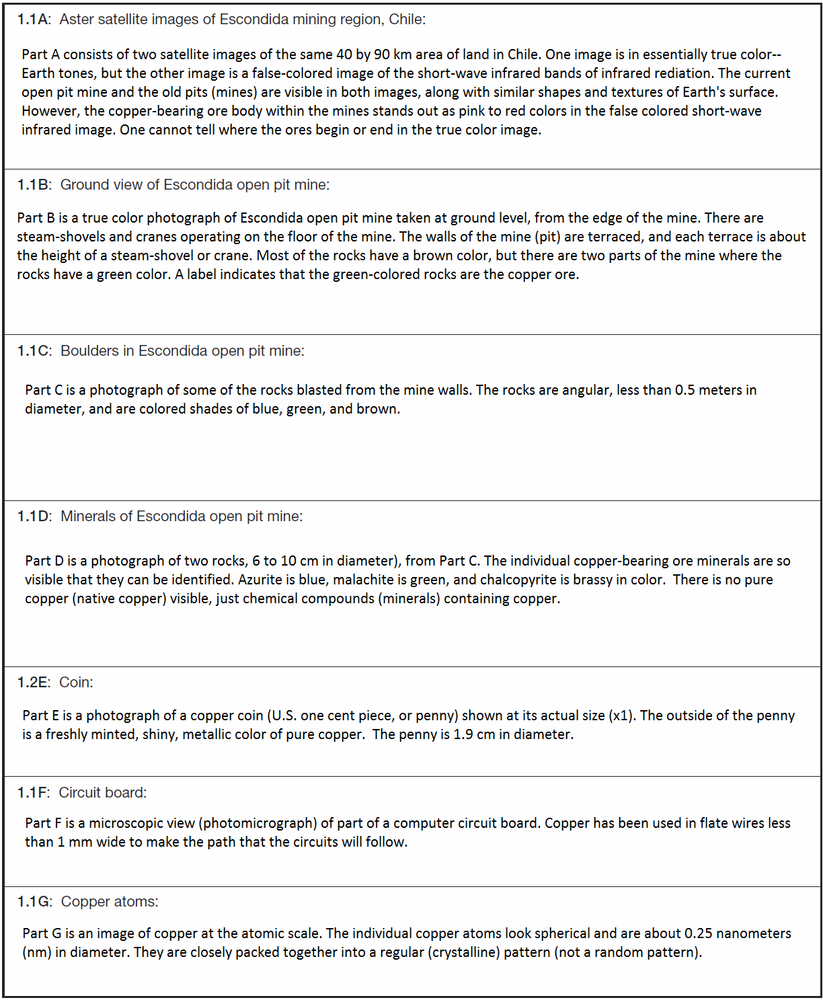 1.1A: Aster satellite images of Escondida mining region, Chile:
Part A consists of two satellite images of the same 40 by 90 km area of land in Chile. One image is in essentially true color--
Earth tones, but the other image is a false-colored image of the short-wave infrared bands of infrared rediation. The current
open pit mine and the old pits (mines) are visible in both images, along with similar shapes and textures of Earth's surface.
However, the copper-bearing ore body within the mines stands out as pink to red colors in the false colored short-wave
infrared image. One cannot tell where the ores begin or end in the true color image.
1.1B: Ground view of Escondida open pit mine:
Part B is a true color photograph of Escondida open pit mine taken at ground level, from the edge of the mine. There are
steam-shovels and cranes operating on the floor of the mine. The walls of the mine (pit) are terraced, and each terrace is about
the height of a steam-shovel or crane. Most of the rocks have a brown color, but there are two parts of the mine where the
rocks have a green color. A label indicates that the green-colored rocks are the copper ore.
1.1C: Boulders in Escondida open pit mine:
Part C is a photograph of some of the rocks blasted from the mine walls. The rocks are angular, less than 0.5 meters in
diameter, and are colored shades of blue, green, and brown.
1.1D: Minerals of Escondida open pit mine:
Part D is a photograph of two rocks, 6 to 10 cm in diameter), from Part C. The individual copper-bearing ore minerals are so
visible that they can be identified. Azurite is blue, malachite is green, and chalcopyrite is brassy in color. There is no pure
copper (native copper) visible, just chemical compounds (minerals) containing copper.
1.2E: Coin:
Part E is a photograph of a copper coin (U.S. one cent piece, or penny) shown at its actual size (x1). The outside of the penny
is a freshly minted, shiny, metallic color of pure copper. The penny is 1.9 cm in diameter.
1.1F: Circuit board:
Part F is a microscopic view (photomicrograph) of part of a computer circuit board. Copper has been used in flate wires less
than 1 mm wide to make the path that the circuits will follow.
1.1G: Copper atoms:
Part G is an image of copper at the atomic scale. The individual copper atoms look spherical and are about 0.25 nanometers
(nm) in diameter. They are closely packed together into a regular (crystalline) pattern (not a random pattern).